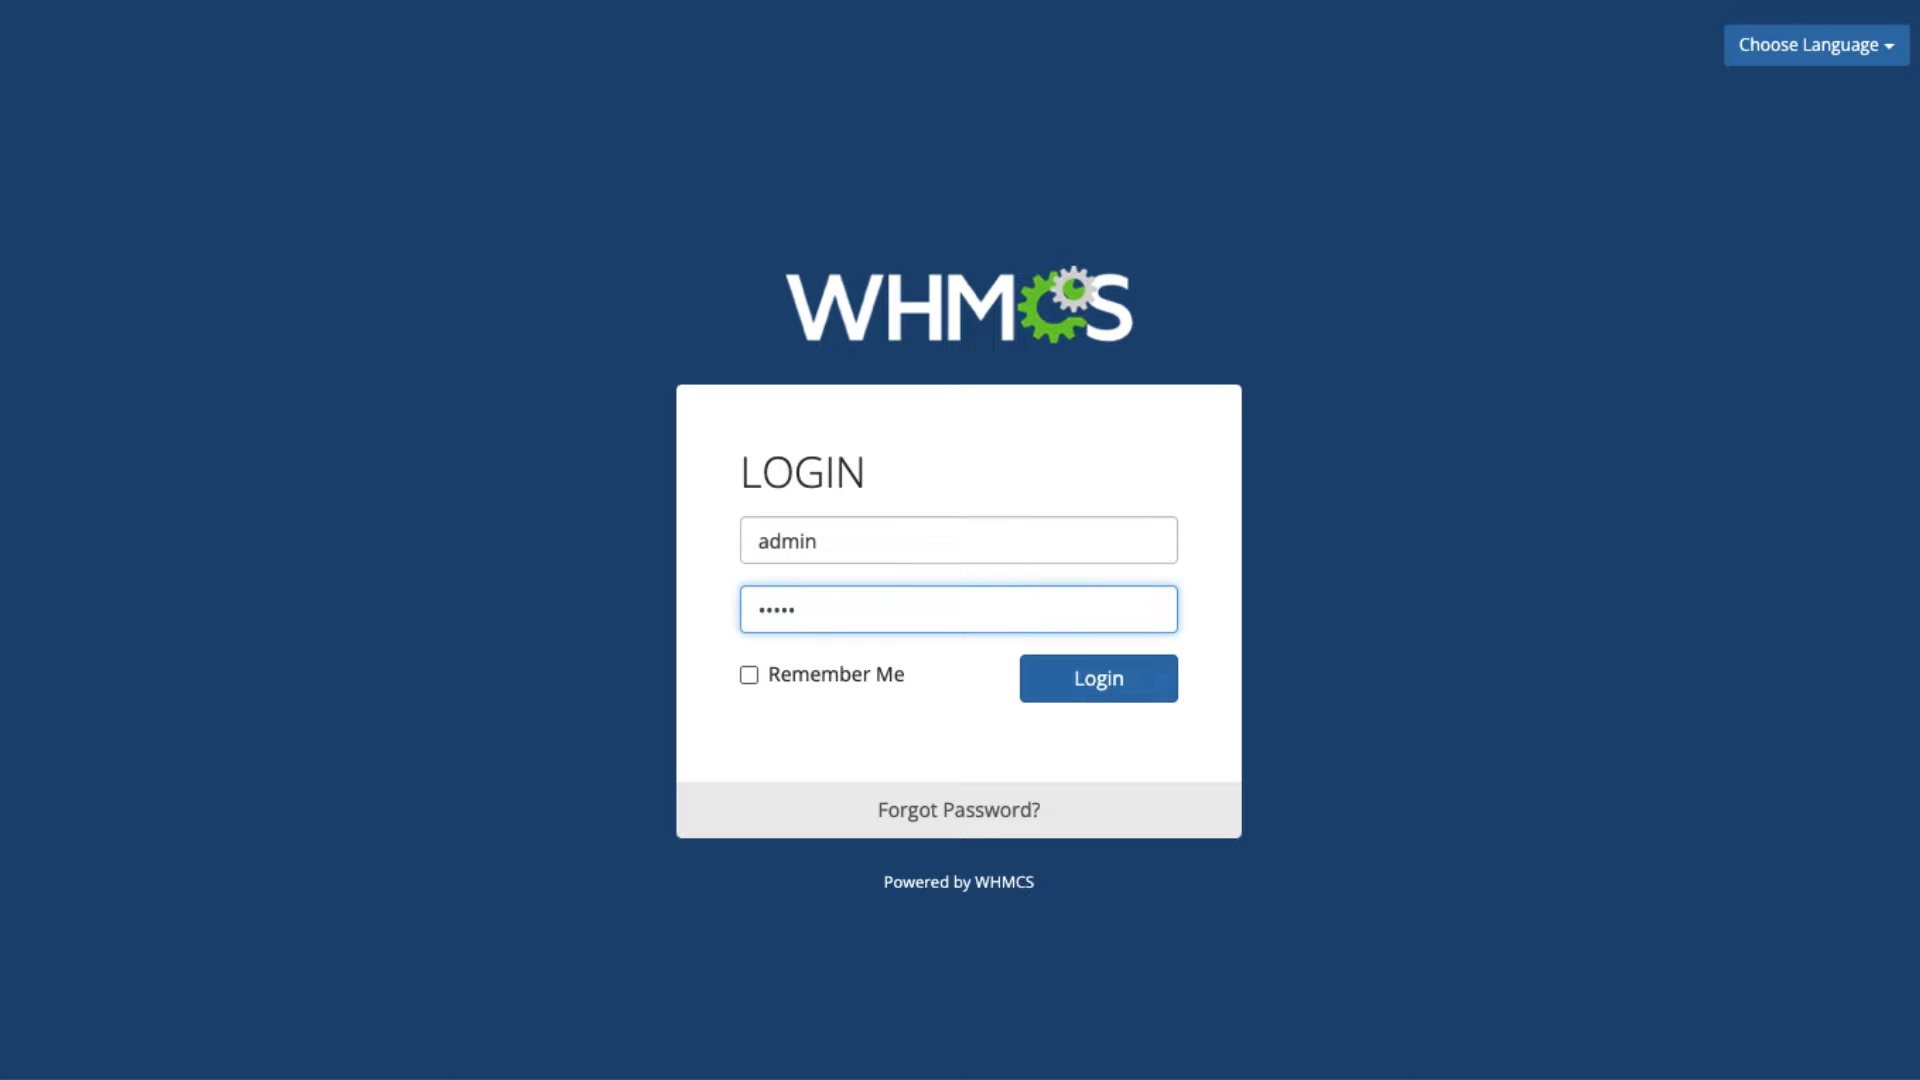 Choose Language
WHMCS
LOGIN
admin
•••••
Remember Me
Login
Forgot Password?
Powered by WHMCS